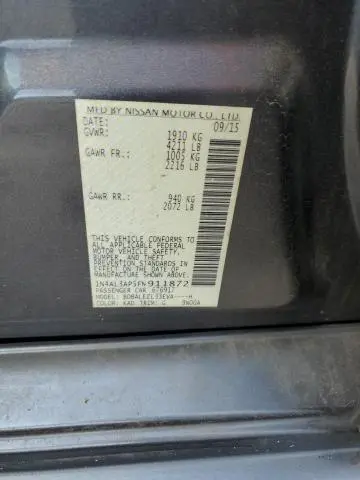 MFD BY NISSAN MOTOR CO., LTD.
09/15
GVWR: 1910 KG
4211 LB
GAWR FR.: 1005 KG
2216 LB
GAWR RR.: 940 KG
2072 LB
THIS VEHICLE CONFORMS TO ALL APPLICABLE FEDERAL MOTOR VEHICLE SAFETY, BUMPER, AND THEFT PREVENTION STANDARDS IN EFFECT ON THE DATE OF MANUFACTURE SHOWN ABOVE.
1N4AL3AP5FN911872
PASSENGER CAR
COLOR: KAD TRIM: G